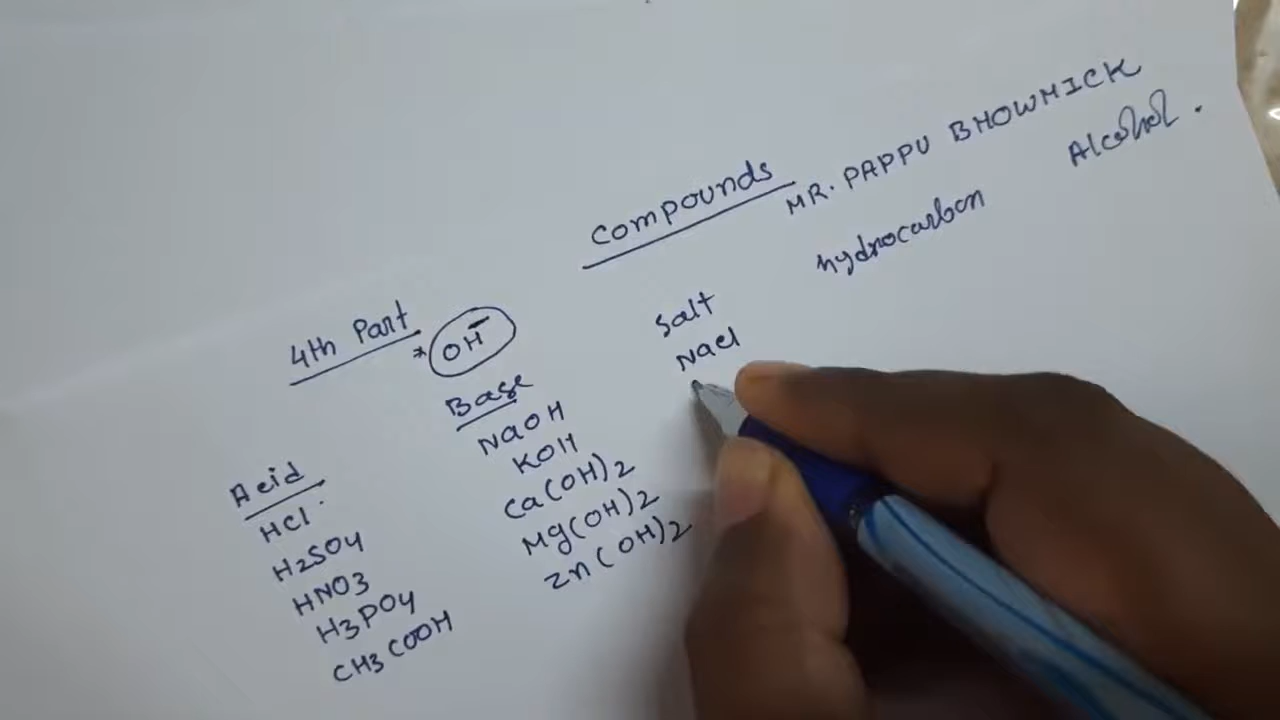 Compounds
MR. PAPPU BHOWMICK
4th Part
* OH-
Acid
HCl
H2SO4
HNO3
H3PO4
CH3COOH
Base
NaOH
KOH
Ca(OH)2
Mg(OH)2
Zn(OH)2
Salt
NaCl
hydrocarbon
Alcohol.